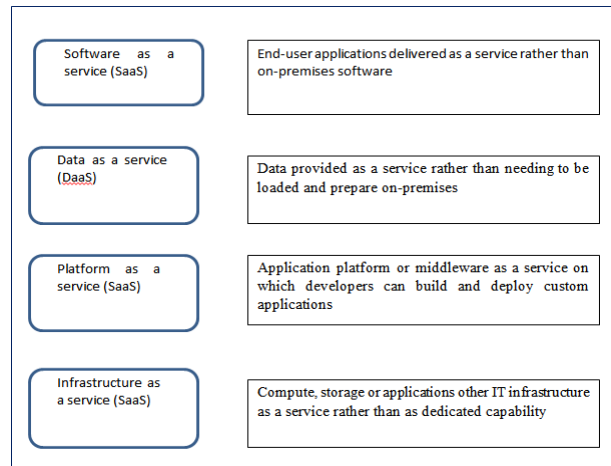 Software as a
service (SaaS)
End-user applications delivered as a service rather than
on-premises software
Data as a service
(DaaS)
Data provided as a service rather than needing to be
loaded and prepare on-premises
Platform as a
service (SaaS)
Application platform or middleware as a service on
which developers can build and deploy custom
applications
Infrastructure as
a service (SaaS)
Compute, storage or applications other IT infrastructure
as a service rather than as dedicated capability